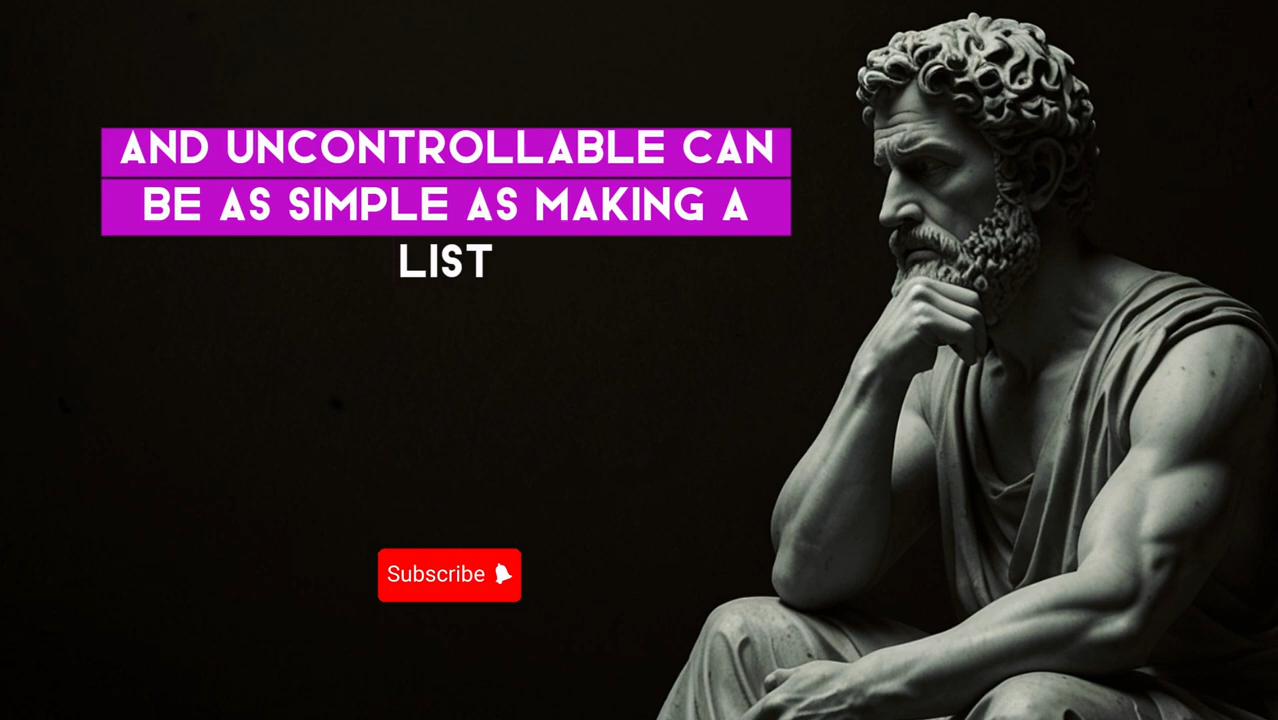 AND UNCONTROLLABLE CAN
BE AS SIMPLE AS MAKING A
LIST
Subscribe